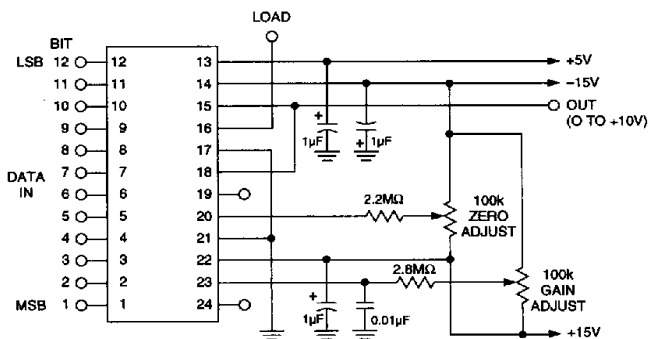 LOAD
BIT
LSB 12 12 13 +5V
11 11 14 −15V
10 10 15 OUT
(O TO +10V)
9 9 16
1µF + + 1µF
8 8 17
DATA IN
7 7 18
6 6 19
5 5 20 2.2MΩ 100k ZERO ADJUST
4 4 21
3 3 22
2 2 23 2.8MΩ 100k GAIN ADJUST
MSB 1 1 24
+ 1µF 0.01µF
+15V